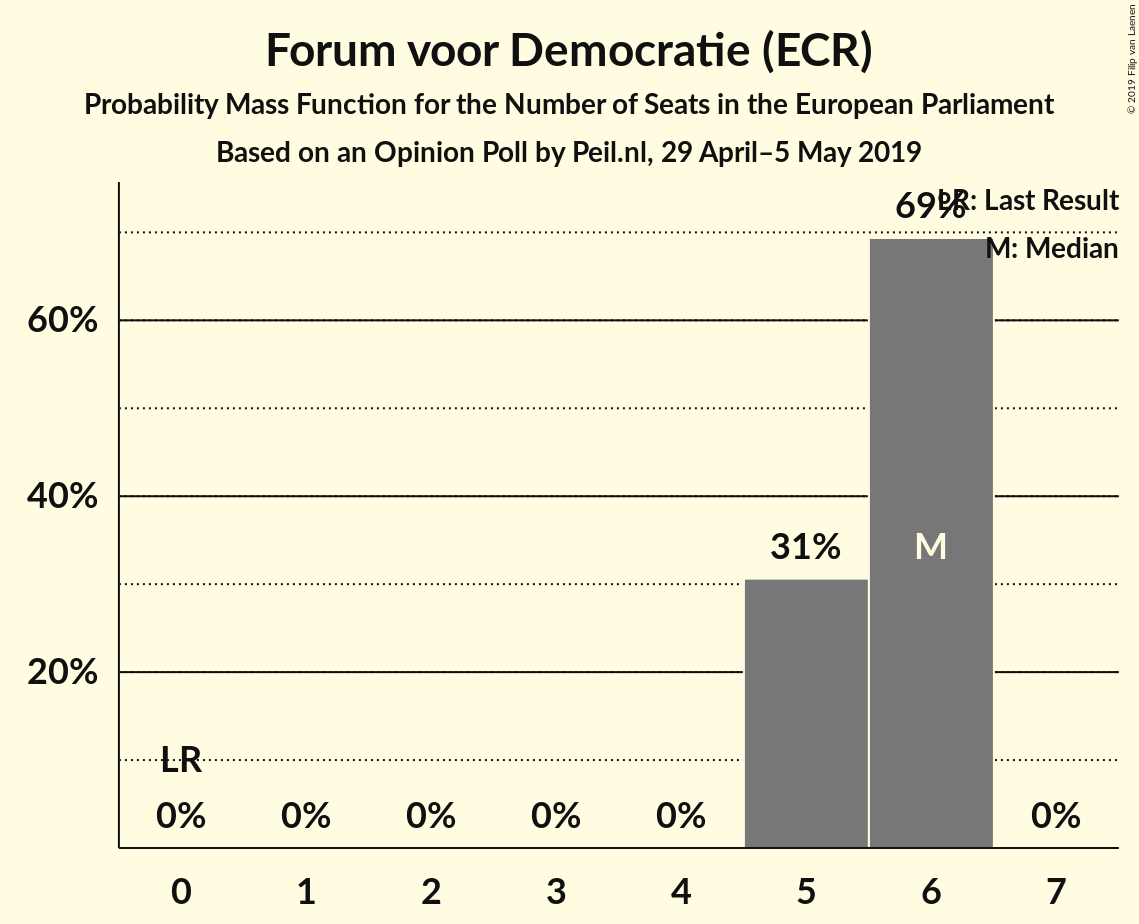 Forum voor Democratie (ECR)
Probability Mass Function for the Number of Seats in the European Parliament
Based on an Opinion Poll by Peil.nl, 29 April–5 May 2019
© 2019 Filip van Laenen
LR: Last Result
M: Median
69%
60%
40%
31%
M
20%
LR
0% 0% 0% 0% 0% 0%
0 1 2 3 4 5 6 7